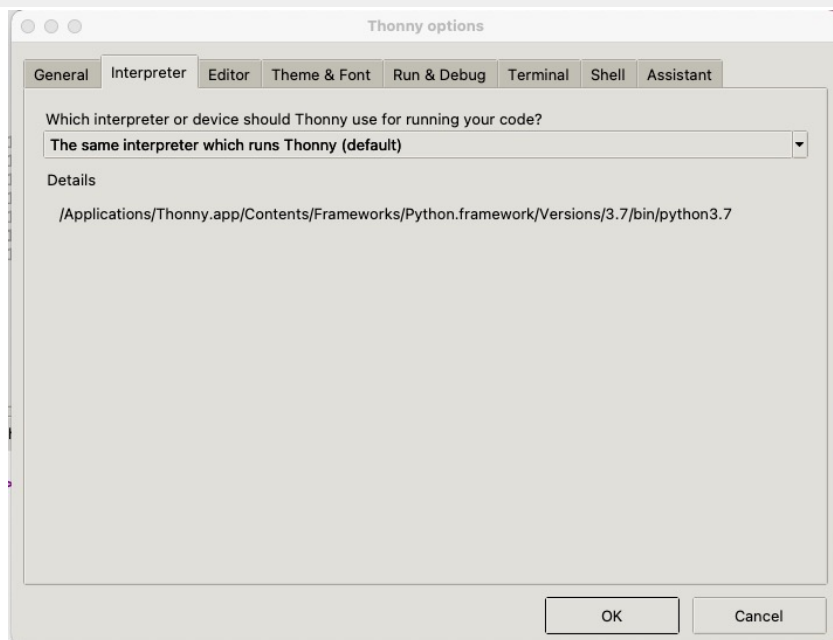 Thonny options
General Interpreter Editor Theme & Font Run & Debug Terminal Shell Assistant
Which interpreter or device should Thonny use for running your code?
The same interpreter which runs Thonny (default)
Details
/Applications/Thonny.app/Contents/Frameworks/Python.framework/Versions/3.7/bin/python3.7
OK Cancel